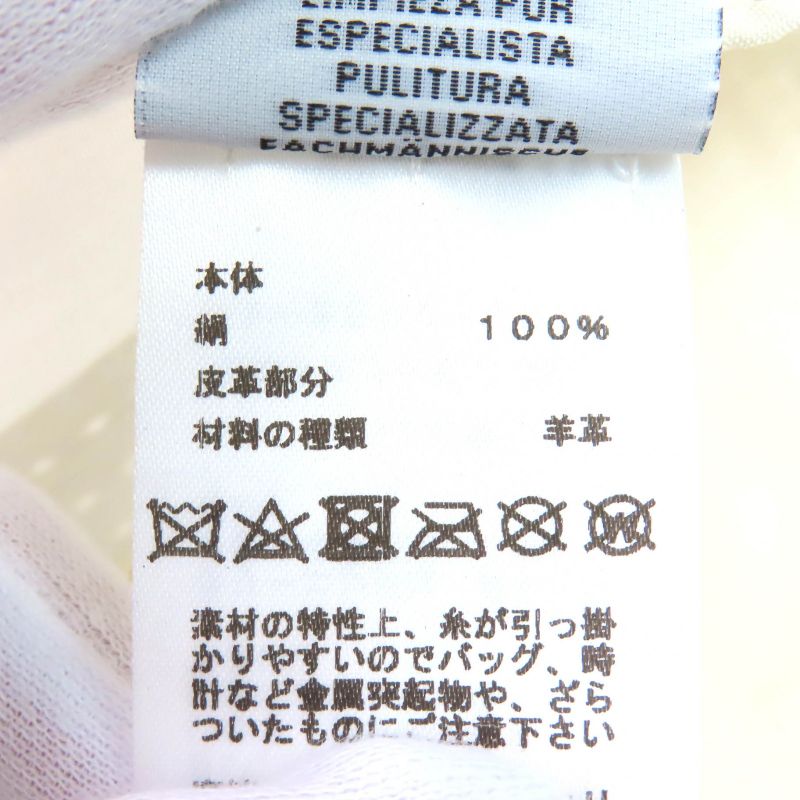 LIMPIEZA POR
ESPECIALISTA
PULITURA
SPECIALIZZATA
本体
絹 100%
皮革部分
材料の種類 羊革
素材の特性上、糸が引っ掛
かりやすいのでバッグ、時
計など金属突起物や、ざら
ついたものにご注意下さい